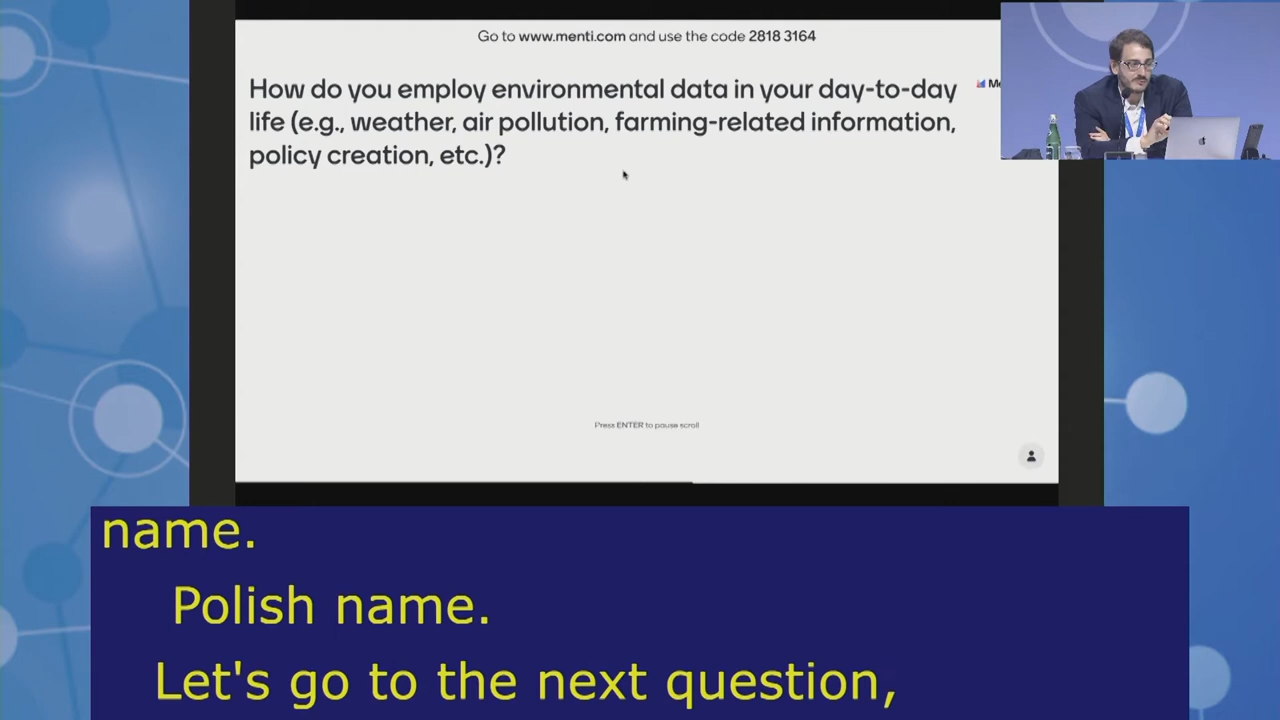 Go to www.menti.com and use the code 2818 3164
How do you employ environmental data in your day-to-day
life (e.g., weather, air pollution, farming-related information,
policy creation, etc.)?
Press ENTER to pause scroll
name.
Polish name.
Let's go to the next question,